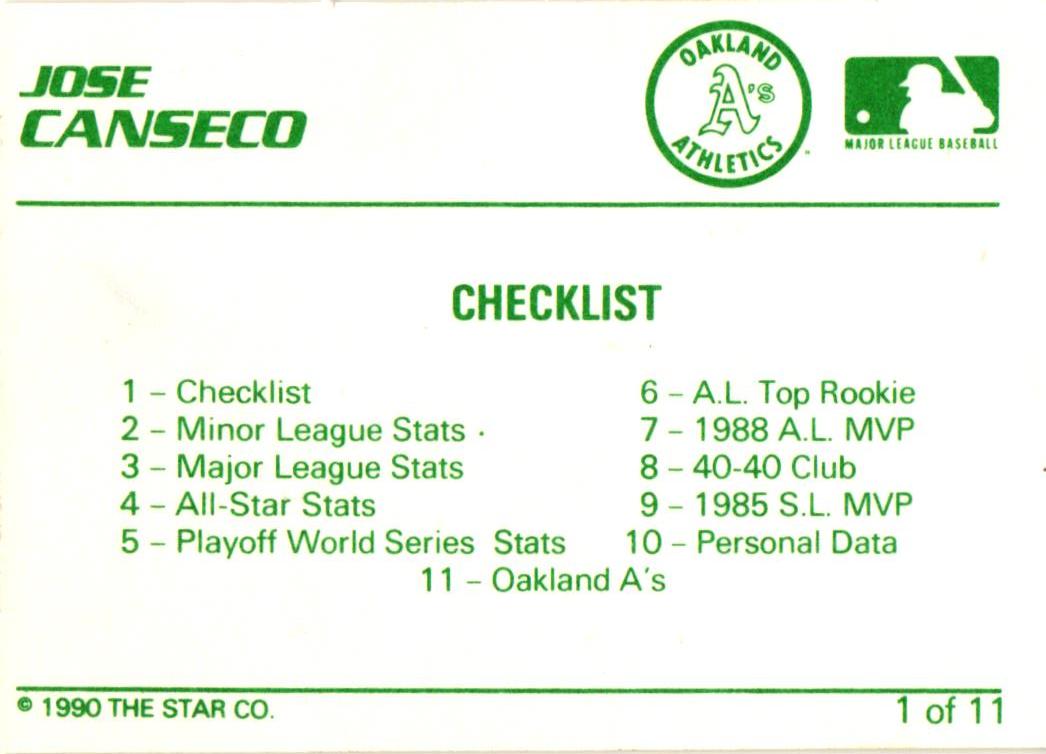 JOSE
CANSECO
OAKLAND
A's
ATHLETICS
MAJOR LEAGUE BASEBALL
CHECKLIST
1 – Checklist
2 – Minor League Stats
3 – Major League Stats
4 – All-Star Stats
5 – Playoff World Series Stats
6 – A.L. Top Rookie
7 – 1988 A.L. MVP
8 – 40-40 Club
9 – 1985 S.L. MVP
10 – Personal Data
11 – Oakland A's
© 1990 THE STAR CO.
1 of 11